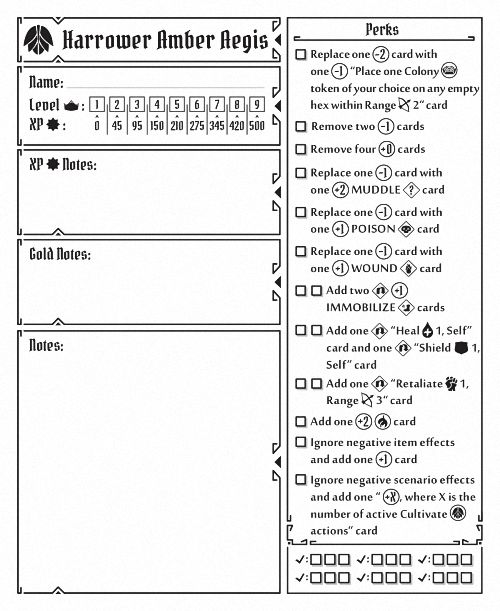 Harrower Amber Aegis
Name:
Level : 1 2 3 4 5 6 7 8 9
XP : 0 45 95 150 210 275 345 420 500
XP Notes:
Gold Notes:
Notes:
Perks
Replace one -2 card with
one -1 "Place one Colony
token of your choice on any empty
hex within Range 2" card
Remove two -1 cards
Remove four +0 cards
Replace one -1 card with
one +2 MUDDLE ? card
Replace one -1 card with
one +1 POISON card
Replace one -1 card with
one +1 WOUND card
Add two +1
IMMOBILIZE cards
Add one "Heal 1, Self"
card and one "Shield 1,
Self" card
Add one "Retaliate 1,
Range 3" card
Add one +2 card
Ignore negative item effects
and add one +1 card
Ignore negative scenario effects
and add one " +X, where X is the
number of active Cultivate
actions" card
✓: ✓: ✓:
✓: ✓: ✓: